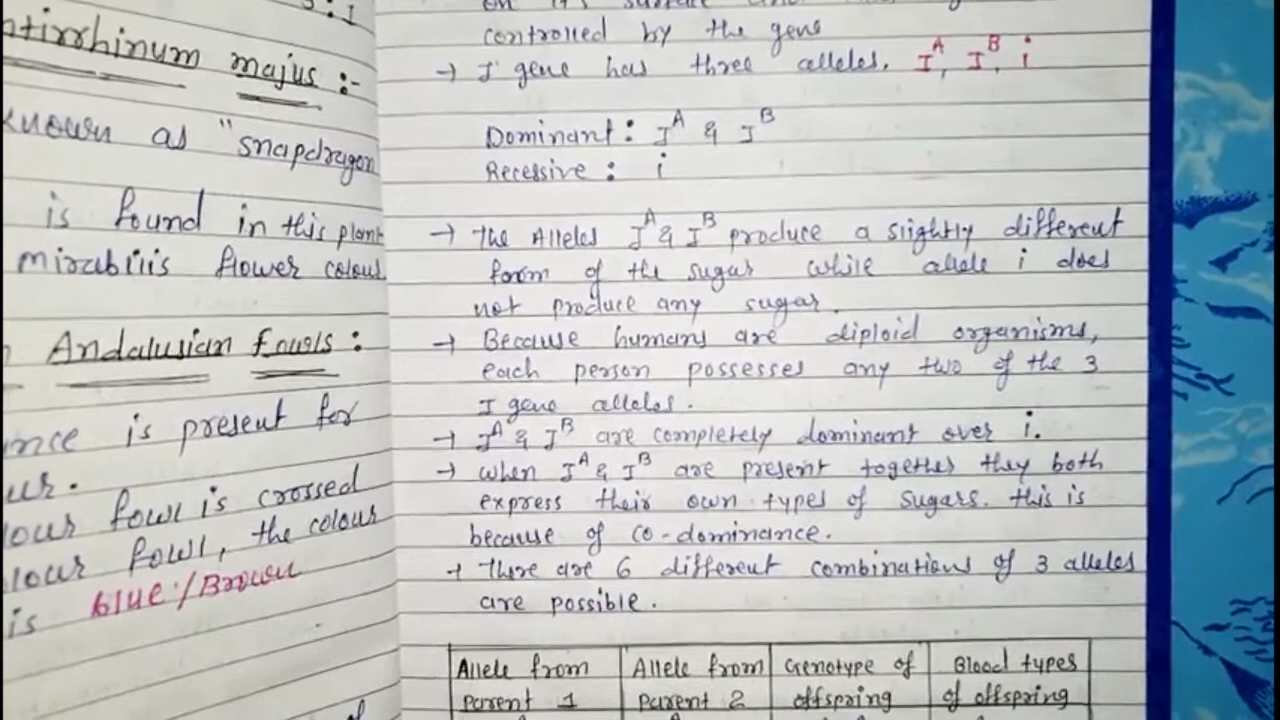 ntirrhinum majus :-
known as "snapdragon
is found in this plant
mirabilis flower colour
Andalusian fowls :
ence is present for
ur.
lour fowl is crossed
lour fowl, the colour
is blue/Brown
controlled by the gene
→ I gene has three alleles. I^A, I^B, i
Dominant : I^A & I^B
Recessive : i
→ The Alleles I^A & I^B produce a slightly different
form of the sugar while allele i does
not produce any sugar.
→ Because humans are diploid organisms,
each person possesses any two of the 3
I gene alleles.
→ I^A & I^B are completely dominant over i.
→ when I^A & I^B are present together they both
express their own types of sugars. this is
because of co-dominance.
→ There are 6 different combinations of 3 alleles
are possible.
Allele from Parent 1
Allele from Parent 2
Genotype of offspring
Blood types of offspring